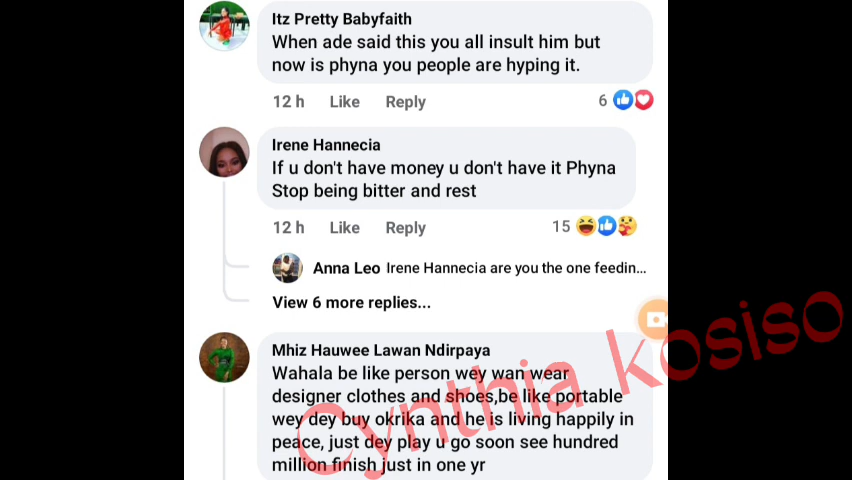 Itz Pretty Babyfaith
When ade said this you all insult him but
now is phyna you people are hyping it.
12 h Like Reply 6
Irene Hannecia
If u don't have money u don't have it Phyna
Stop being bitter and rest
12 h Like Reply 15
Anna Leo Irene Hannecia are you the one feedin...
View 6 more replies...
Mhiz Hauwee Lawan Ndirpaya
Wahala be like person wey wan wear
designer clothes and shoes,be like portable
wey dey buy okrika and he is living happily in
peace, just dey play u go soon see hundred
million finish just in one yr
Cynthia kosiso